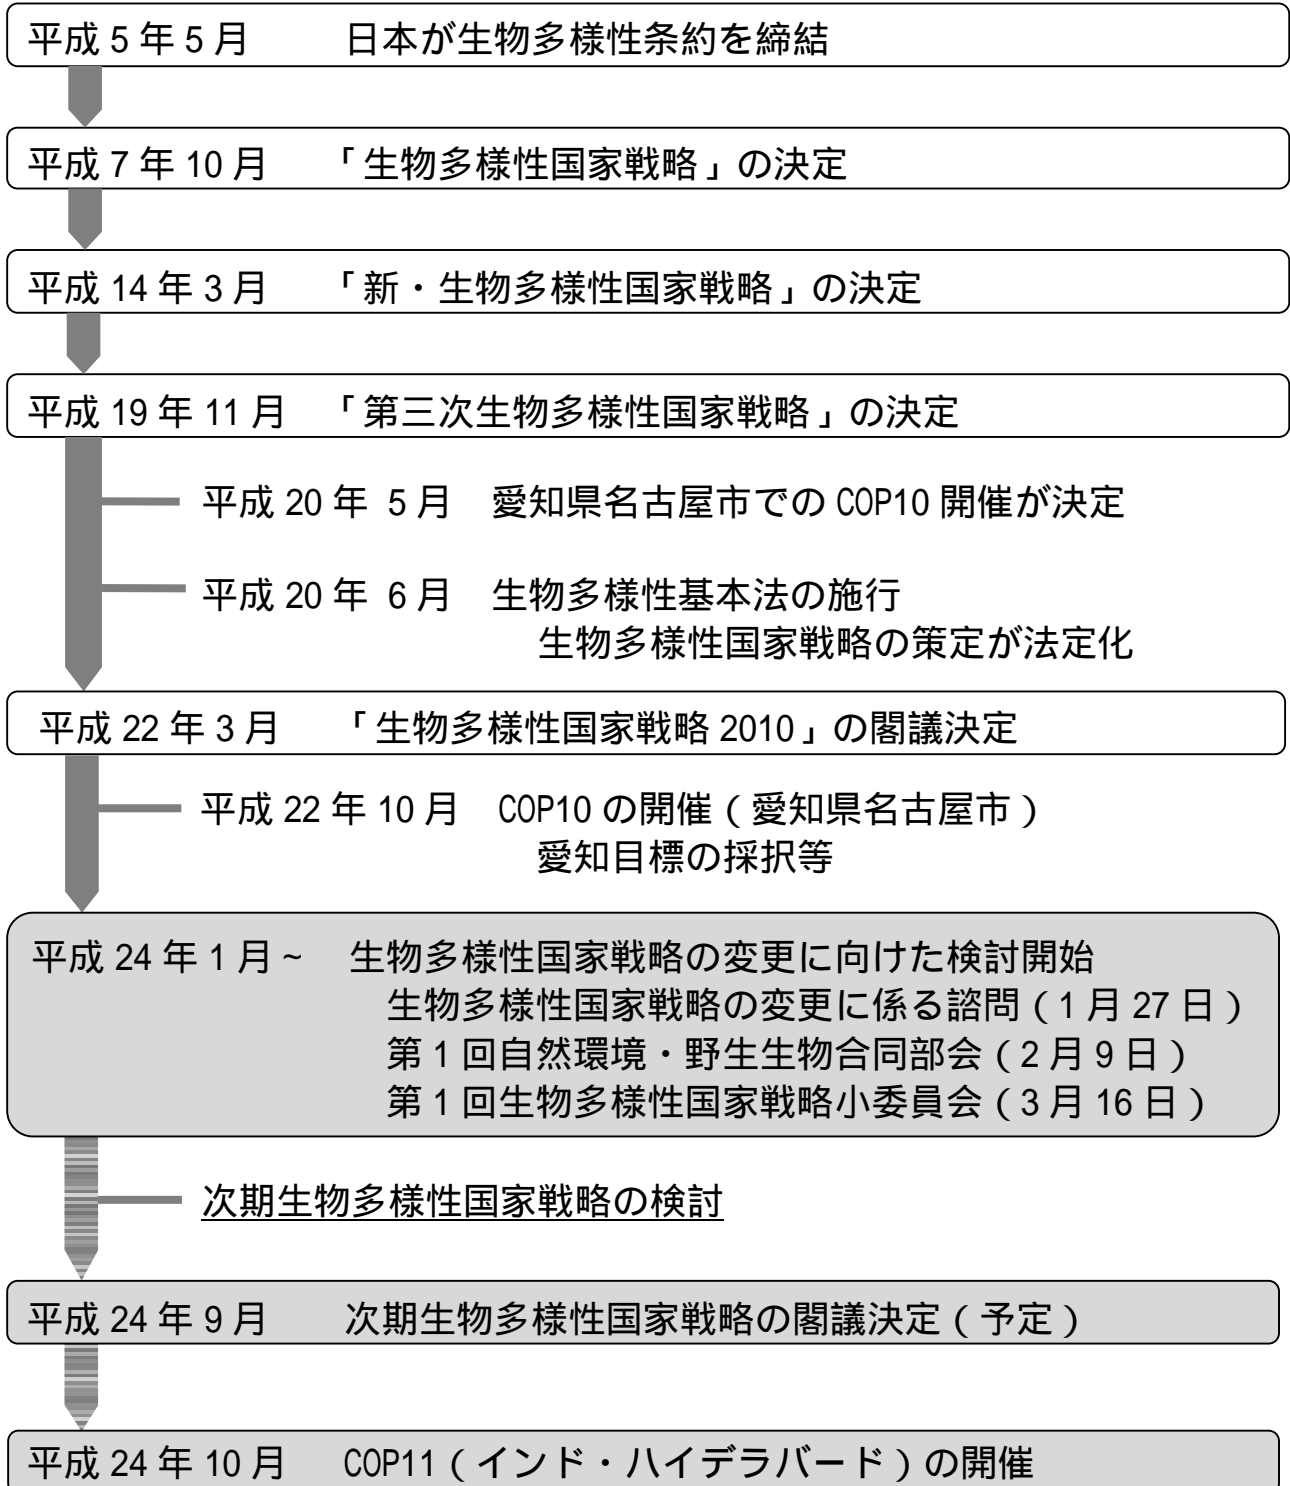 平成 5 年 5 月　日本が生物多様性条約を締結
平成 7 年 10 月　「生物多様性国家戦略」の決定
平成 14 年 3 月　「新・生物多様性国家戦略」の決定
平成 19 年 11 月　「第三次生物多様性国家戦略」の決定
平成 20 年 5 月　愛知県名古屋市での COP10 開催が決定
平成 20 年 6 月　生物多様性基本法の施行
生物多様性国家戦略の策定が法定化
平成 22 年 3 月　「生物多様性国家戦略 2010」の閣議決定
平成 22 年 10 月　COP10 の開催(愛知県名古屋市)
愛知目標の採択等
平成 24 年 1 月~　生物多様性国家戦略の変更に向けた検討開始
生物多様性国家戦略の変更に係る諮問(1 月 27 日)
第 1 回自然環境・野生生物合同部会(2 月 9 日)
第 1 回生物多様性国家戦略小委員会(3 月 16 日)
次期生物多様性国家戦略の検討
平成 24 年 9 月　次期生物多様性国家戦略の閣議決定(予定)
平成 24 年 10 月　COP11(インド・ハイデラバード)の開催